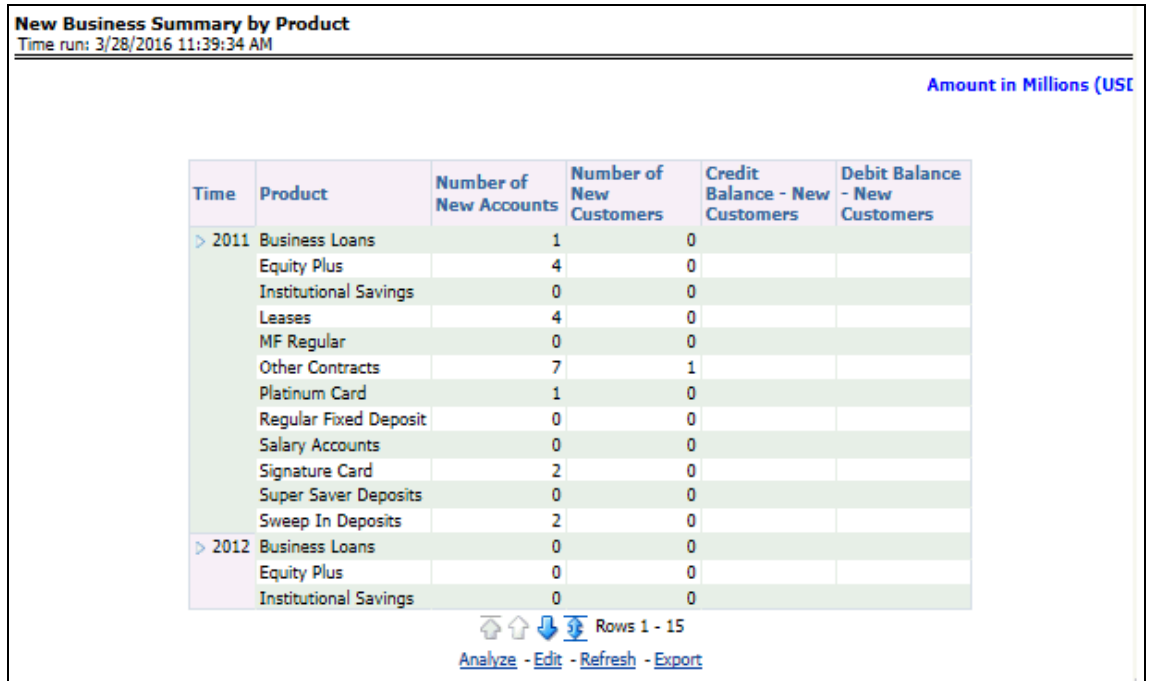 New Business Summary by Product
Time run: 3/28/2016 11:39:34 AM
Amount in Millions (USD
Time Product Number of New Accounts Number of New Customers Credit Balance - New Customers Debit Balance - New Customers
2011 Business Loans 1 0
Equity Plus 4 0
Institutional Savings 0 0
Leases 4 0
MF Regular 0 0
Other Contracts 7 1
Platinum Card 1 0
Regular Fixed Deposit 0 0
Salary Accounts 0 0
Signature Card 2 0
Super Saver Deposits 0 0
Sweep In Deposits 2 0
2012 Business Loans 0 0
Equity Plus 0 0
Institutional Savings 0 0
Rows 1 - 15
Analyze - Edit - Refresh - Export